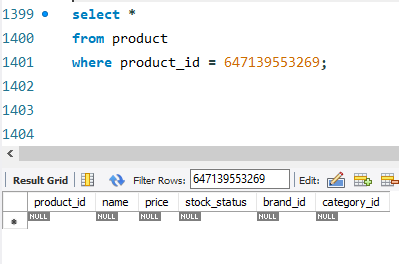 1399 select *
1400 from product
1401 where product_id = 647139553269;
1402
1403
1404
Result Grid Filter Rows: 647139553269 Edit:
product_id name price stock_status brand_id category_id
NULL NULL NULL NULL NULL NULL